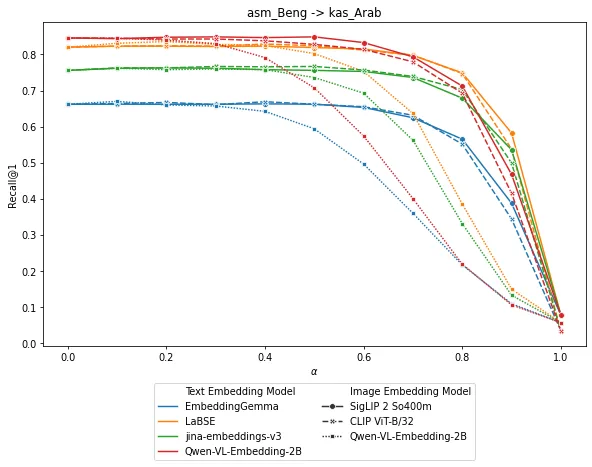 asm_Beng -> kas_Arab
Recall@1
0.8
0.7
0.6
0.5
0.4
0.3
0.2
0.1
0.0
0.0 0.2 0.4 0.6 0.8 1.0
α
Text Embedding Model Image Embedding Model
EmbeddingGemma SigLIP 2 So400m
LaBSE CLIP ViT-B/32
jina-embeddings-v3 Qwen-VL-Embedding-2B
Qwen-VL-Embedding-2B